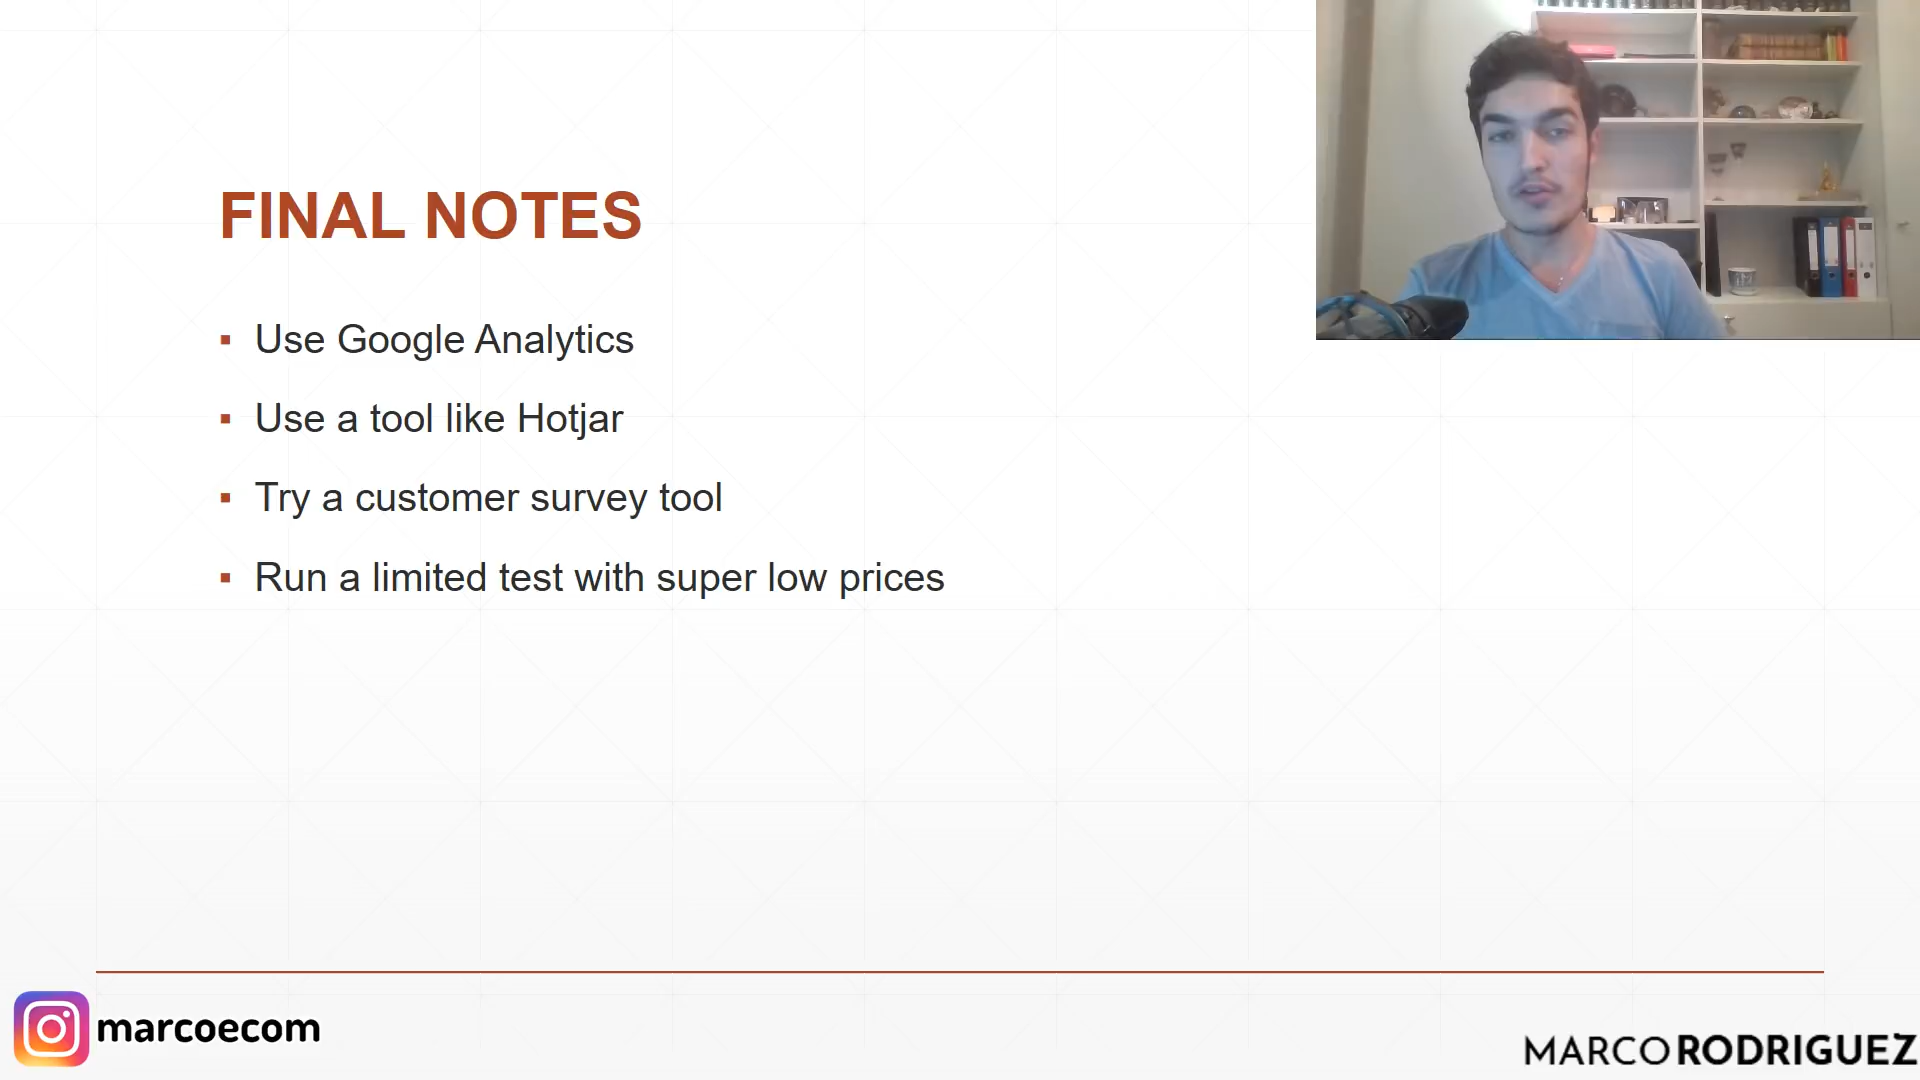 FINAL NOTES
Use Google Analytics
Use a tool like Hotjar
Try a customer survey tool
Run a limited test with super low prices
marcoecom
MARCO RODRIGUEZ